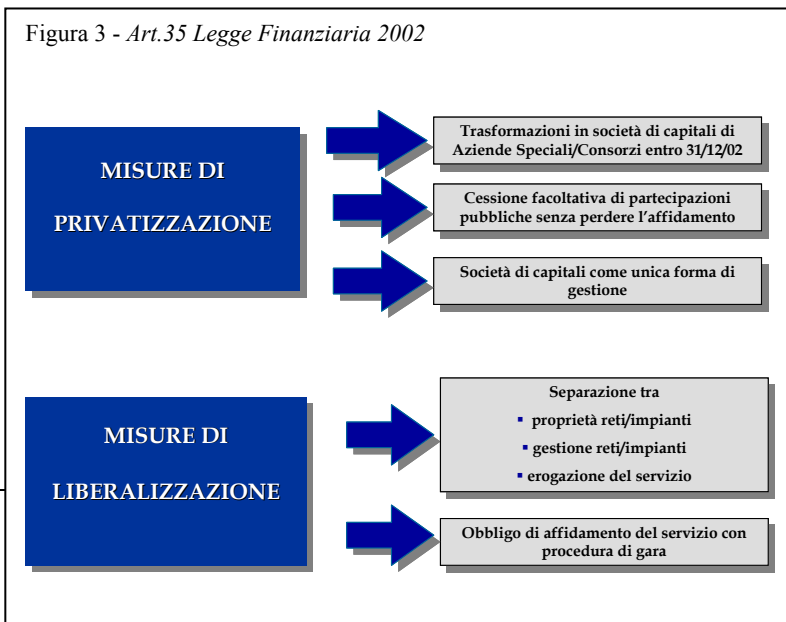 Figura 3 - Art.35 Legge Finanziaria 2002
MISURE DI
PRIVATIZZAZIONE
Trasformazioni in società di capitali di
Aziende Speciali/Consorzi entro 31/12/02
Cessione facoltativa di partecipazioni
pubbliche senza perdere l’affidamento
Società di capitali come unica forma di
gestione
MISURE DI
LIBERALIZZAZIONE
Separazione tra
▪ proprietà reti/impianti
▪ gestione reti/impianti
▪ erogazione del servizio
Obbligo di affidamento del servizio con
procedura di gara